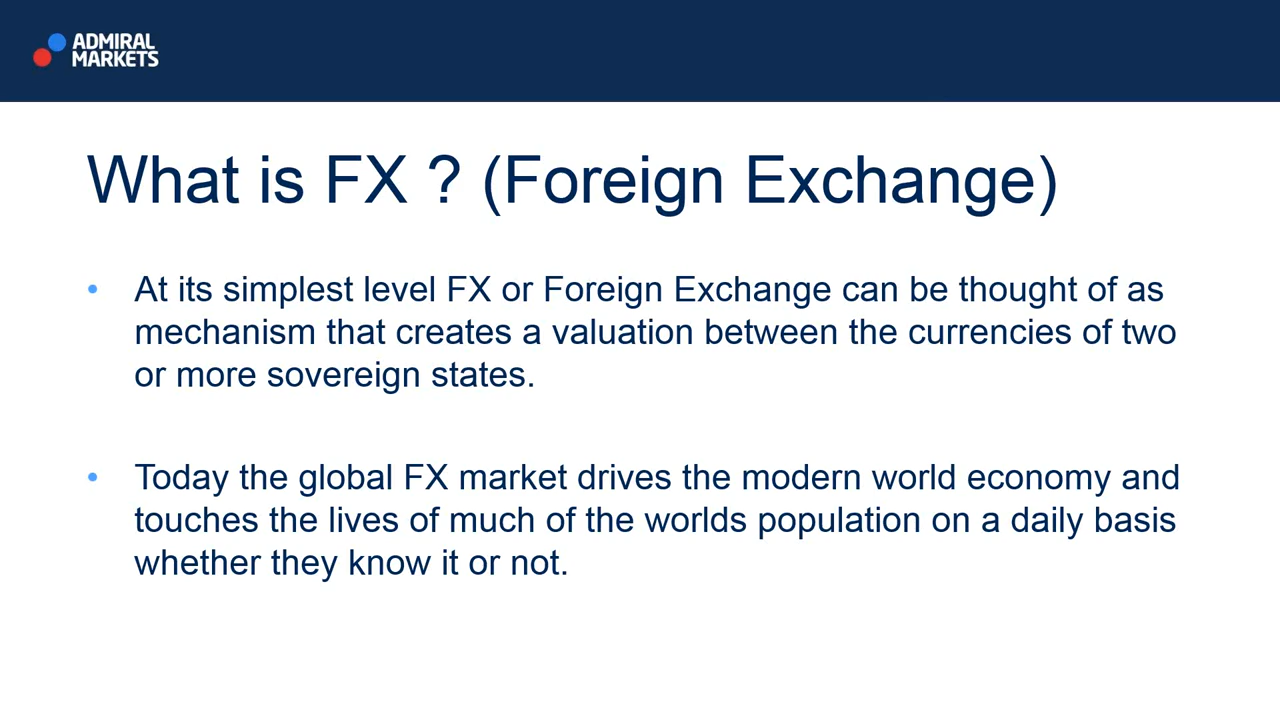 ADMIRAL
MARKETS
What is FX ? (Foreign Exchange)
• At its simplest level FX or Foreign Exchange can be thought of as
mechanism that creates a valuation between the currencies of two
or more sovereign states.
• Today the global FX market drives the modern world economy and
touches the lives of much of the worlds population on a daily basis
whether they know it or not.